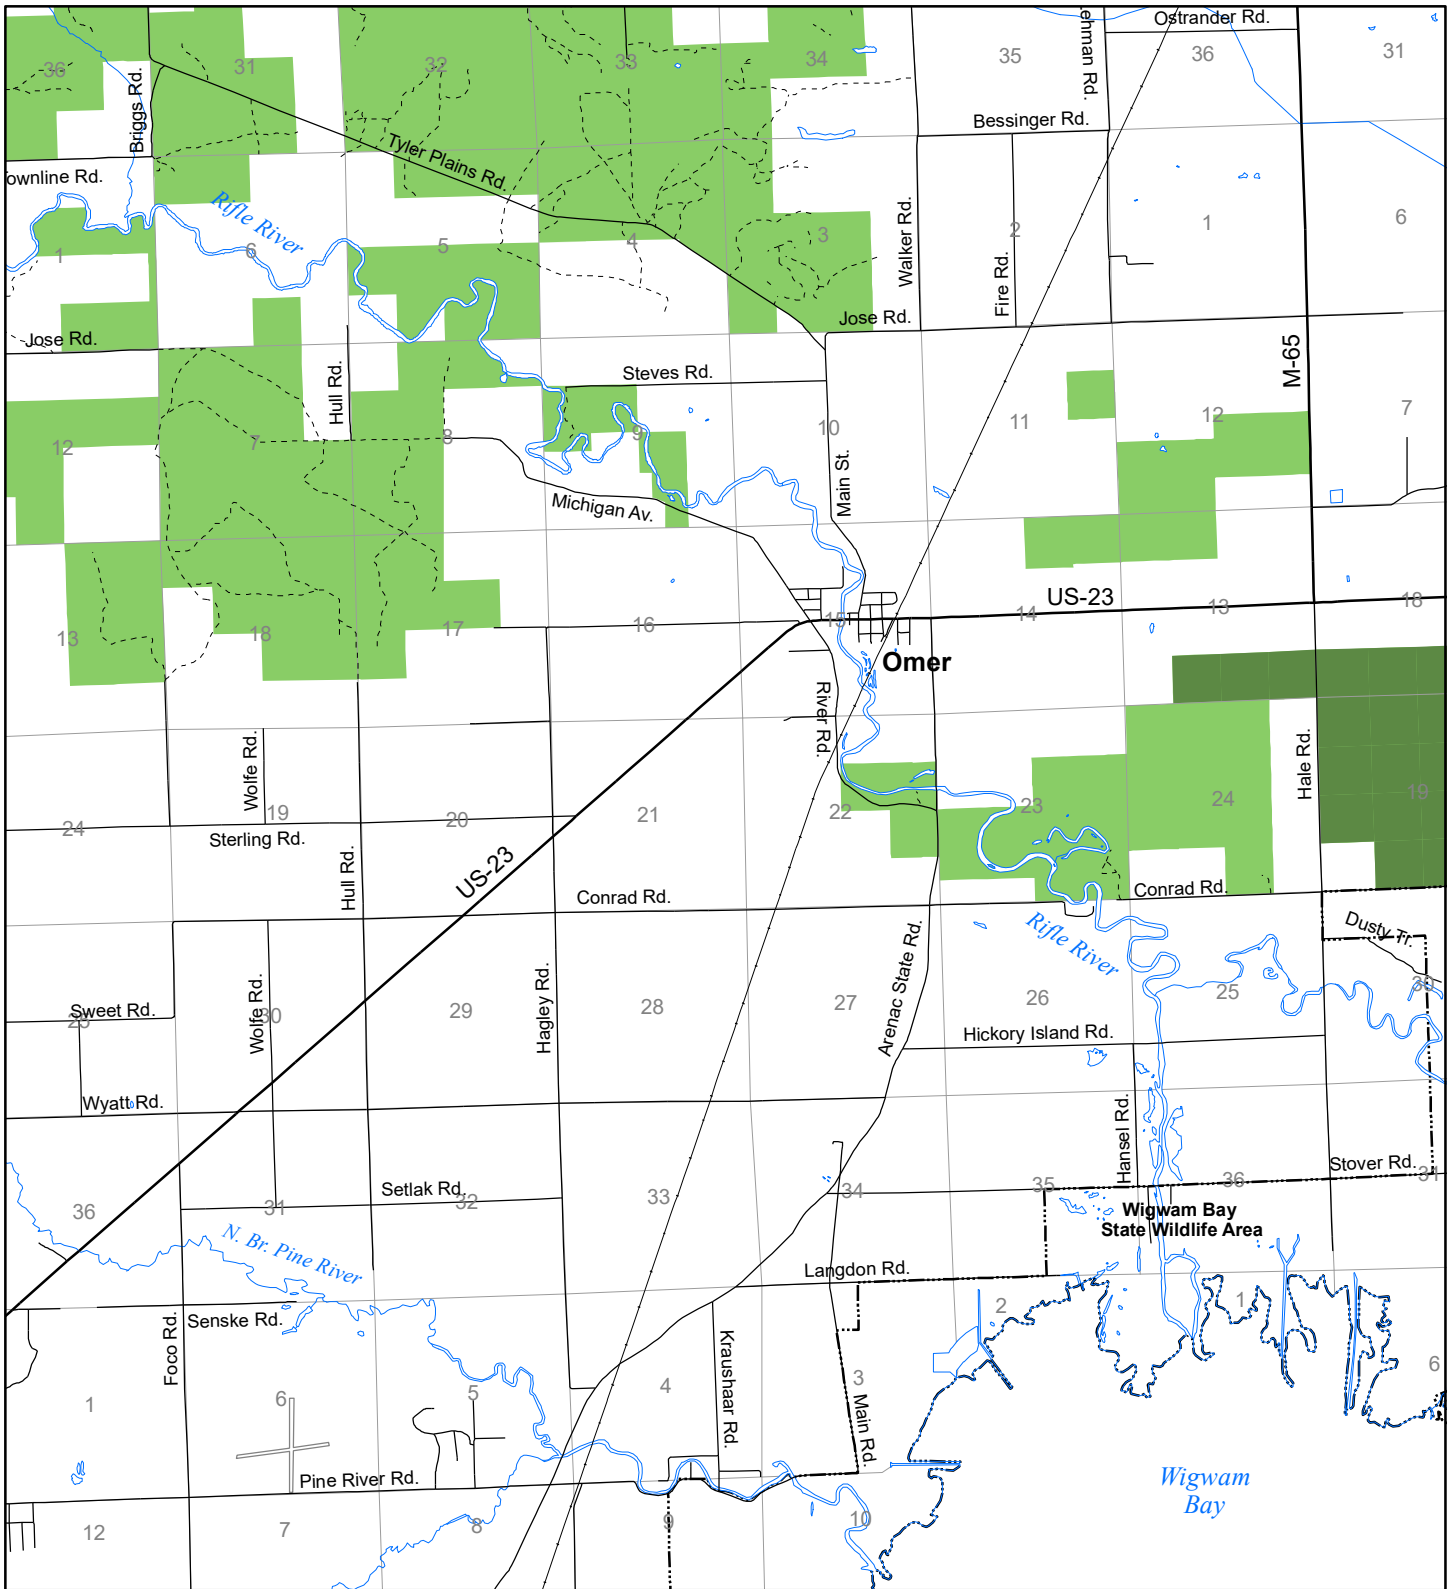 Ostrander Rd.
36
31
32
33
34
35
36
31
Briggs Rd.
ehman Rd.
Bessinger Rd.
Tyler Plains Rd.
ownline Rd.
Rifle River
1
6
5
4
3
Walker Rd.
2
Fire Rd.
1
6
Jose Rd.
Jose Rd.
M-65
Hull Rd.
Steves Rd.
12
7
8
9
10
11
12
7
Main St.
Michigan Av.
US-23
13
18
17
16
15
14
13
18
Omer
River Rd.
Wolfe Rd.
Hale Rd.
24
19
20
21
22
23
24
19
Sterling Rd.
Hull Rd.
US-23
Conrad Rd.
Conrad Rd.
Rifle River
Dusty Tr.
Arenac State Rd.
Sweet Rd.
25
Wolfe Rd.
30
29
Hagley Rd.
28
27
26
25
30
Hickory Island Rd.
Wyatt Rd.
Hansel Rd.
Stover Rd.
Setlak Rd.
36
31
32
33
34
35
36
31
Wigwam Bay
State Wildlife Area
N. Br. Pine River
Langdon Rd.
Senske Rd.
Foco Rd.
Kraushaar Rd.
Main Rd.
1
6
5
4
3
2
1
6
Pine River Rd.
Wigwam
Bay
12
7
8
9
10